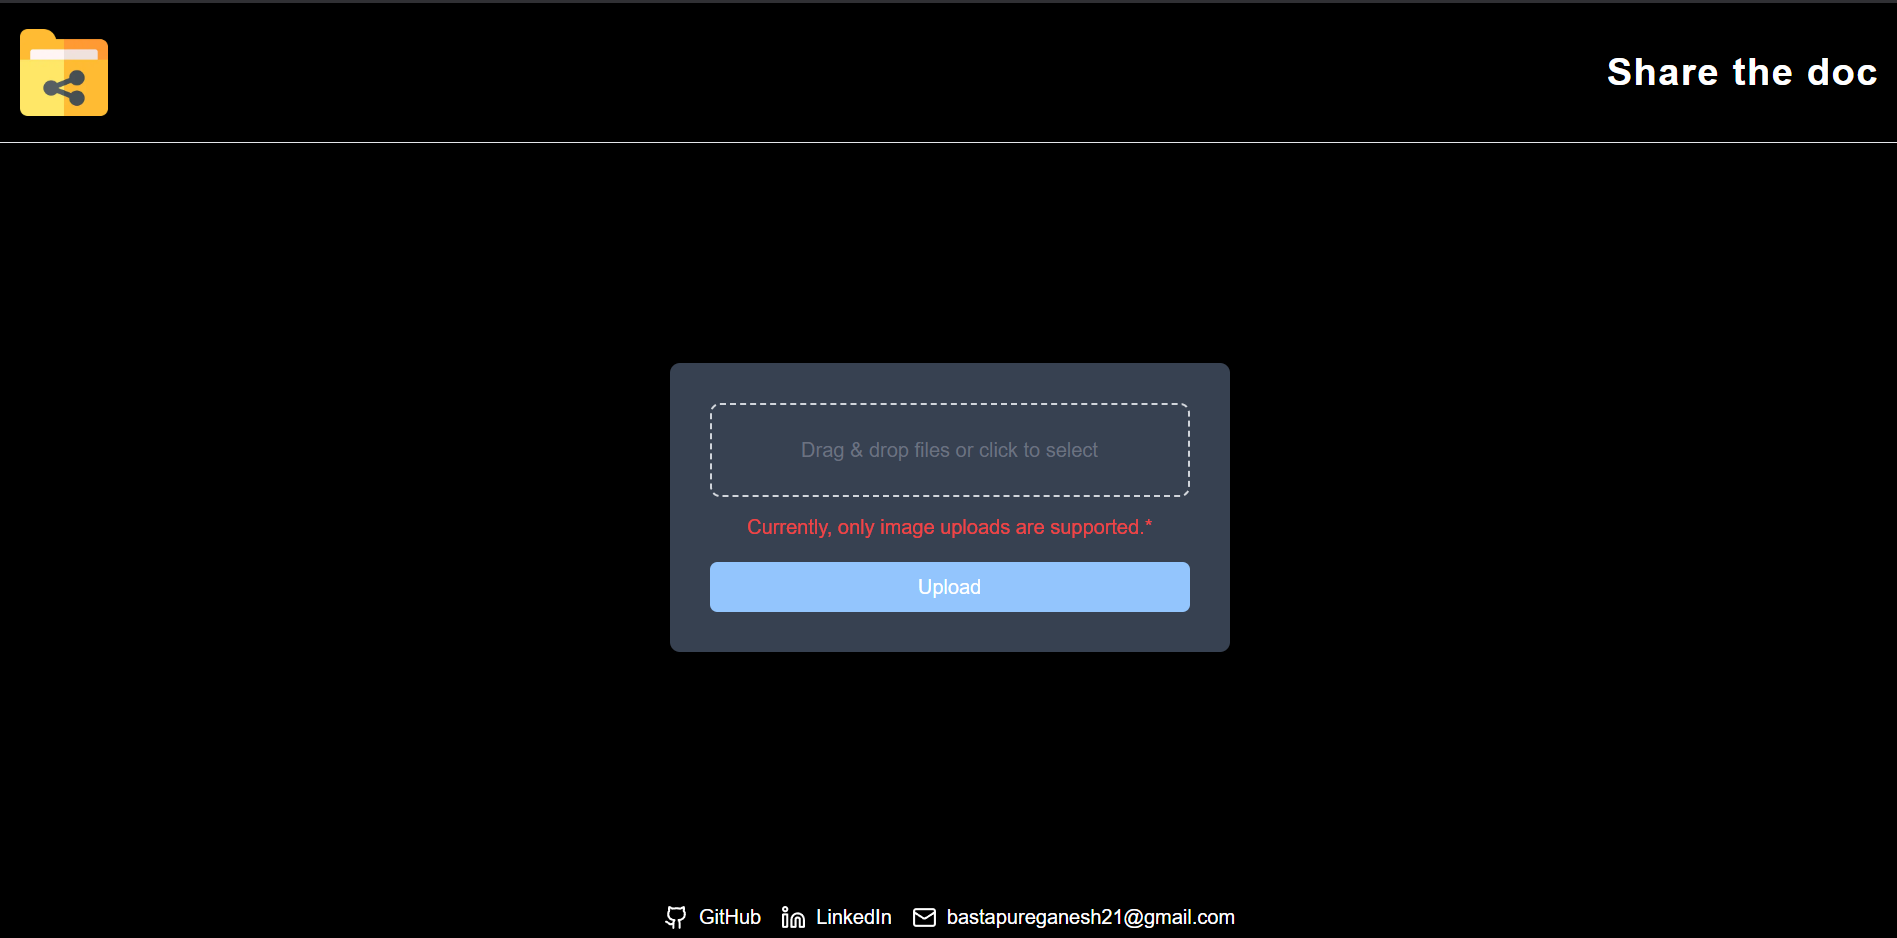 Share the doc
Drag & drop files or click to select
Currently, only image uploads are supported.*
Upload
GitHub LinkedIn bastapureganesh21@gmail.com